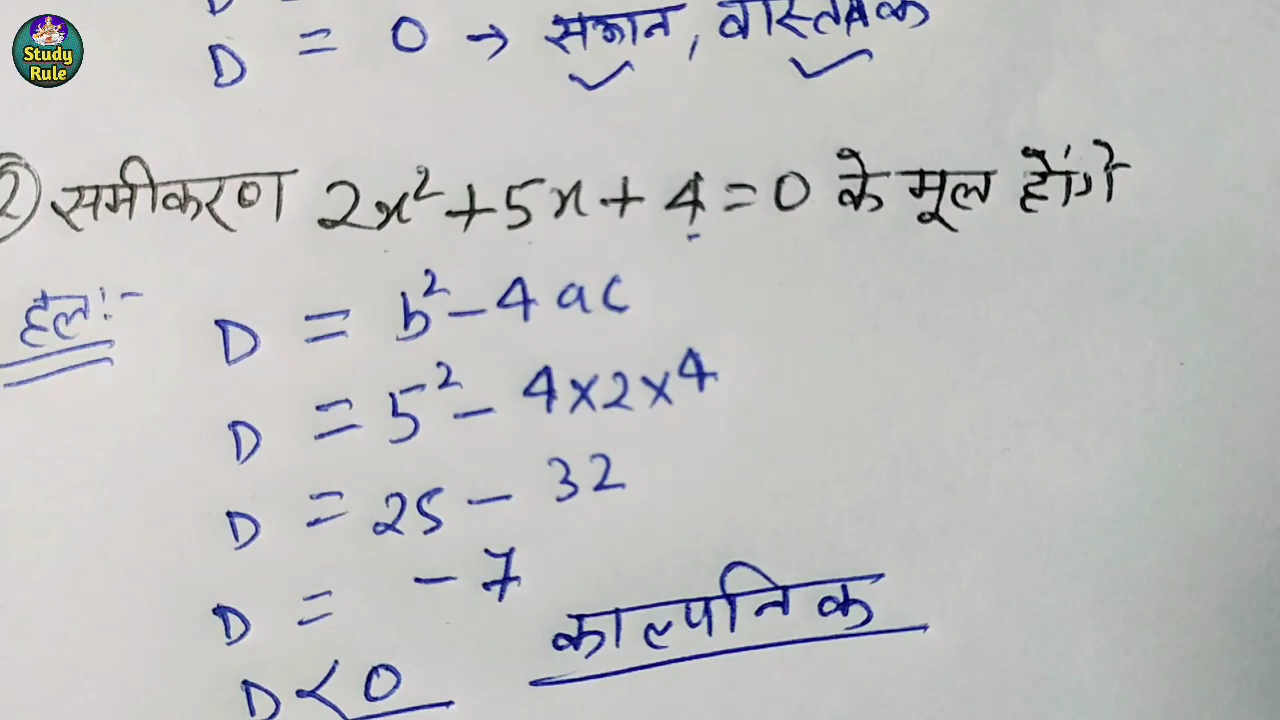 Study
Rule
D = 0 → समान, वास्तविक
2) समीकरण 2x² + 5x + 4 = 0 के मूल होंगे
हल:-
D = b² - 4ac
D = 5² - 4×2×4
D = 25 - 32
D = -7
D < 0 काल्पनिक